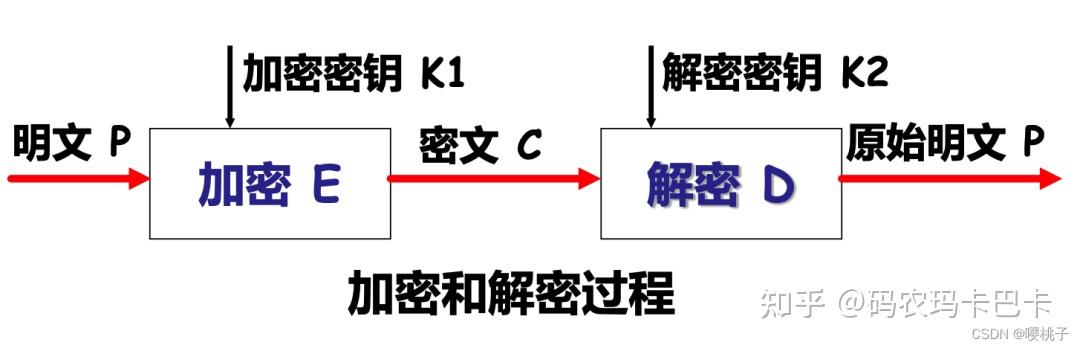 加密密钥 K1
解密密钥 K2
明文 P
加密 E
密文 C
解密 D
原始明文 P
加密和解密过程
知乎 @码农玛卡巴卡
CSDN @嘤桃子